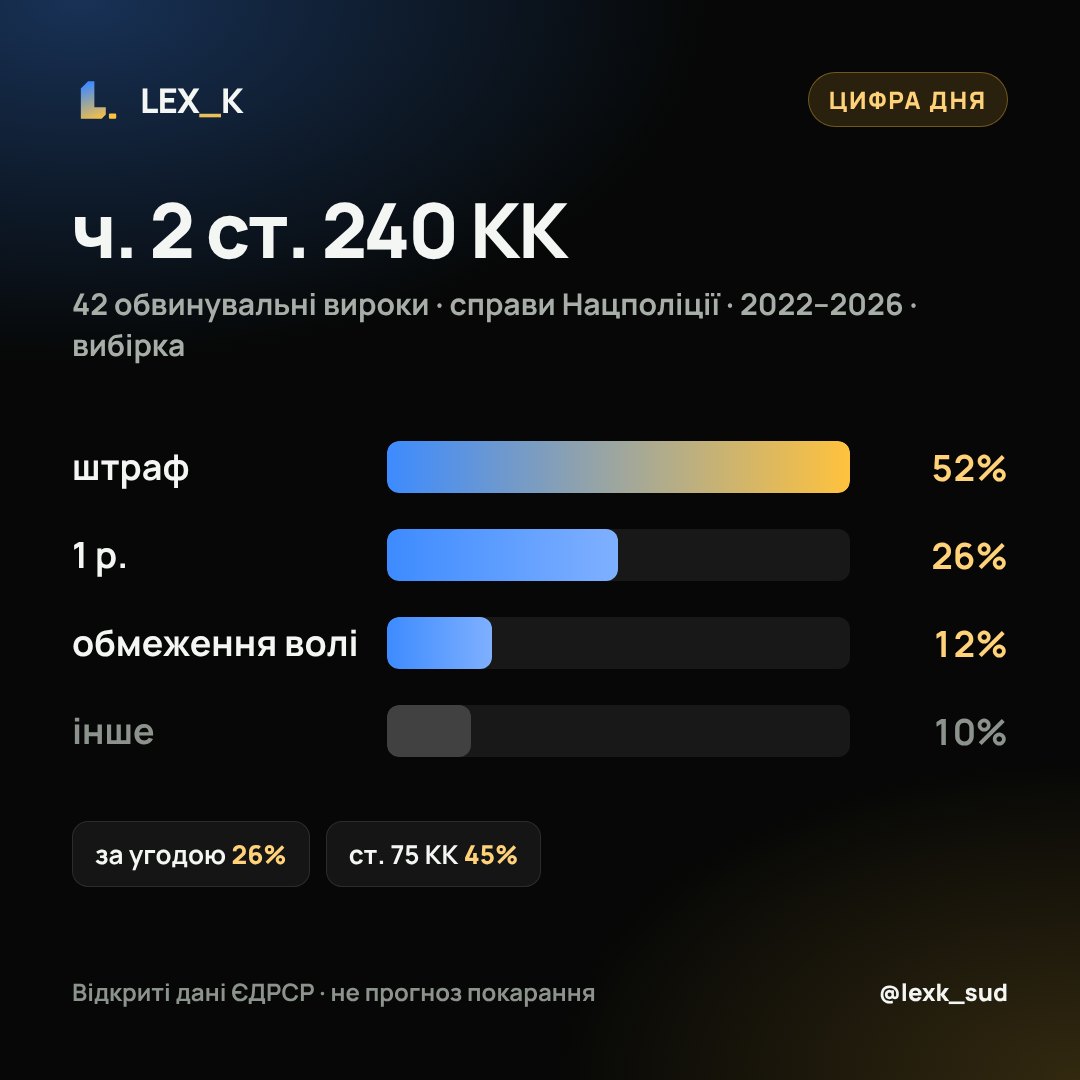 LEX_K
ЦИФРА ДНЯ
ч. 2 ст. 240 КК
42 обвинувальні вироки · справи Нацполіції · 2022–2026 ·
вибірка
штраф 52%
1 р. 26%
обмеження волі 12%
інше 10%
за угодою 26%
ст. 75 КК 45%
Відкриті дані ЄДРСР · не прогноз покарання
@lexk_sud